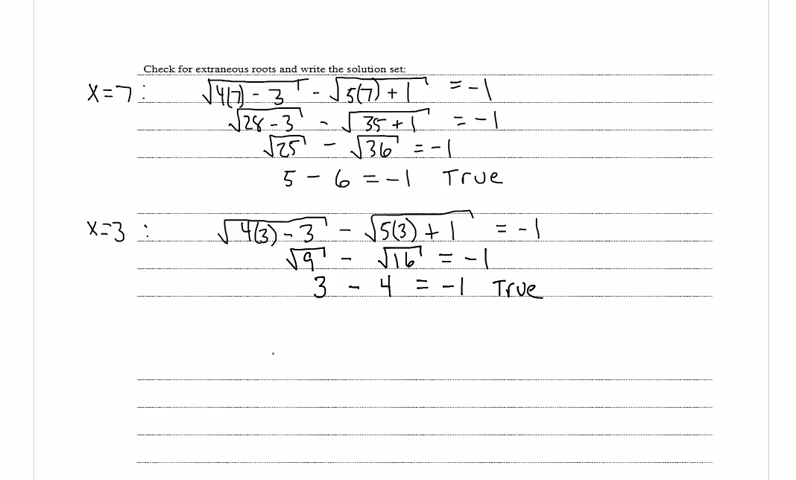 Check for extraneous roots and write the solution set:
x=7 : √4(7) - 3 - √5(7) + 1 = -1
√28 - 3 - √35 + 1 = -1
√25 - √36 = -1
5 - 6 = -1 True
x=3 : √4(3) - 3 - √5(3) + 1 = -1
√9 - √16 = -1
3 - 4 = -1 True